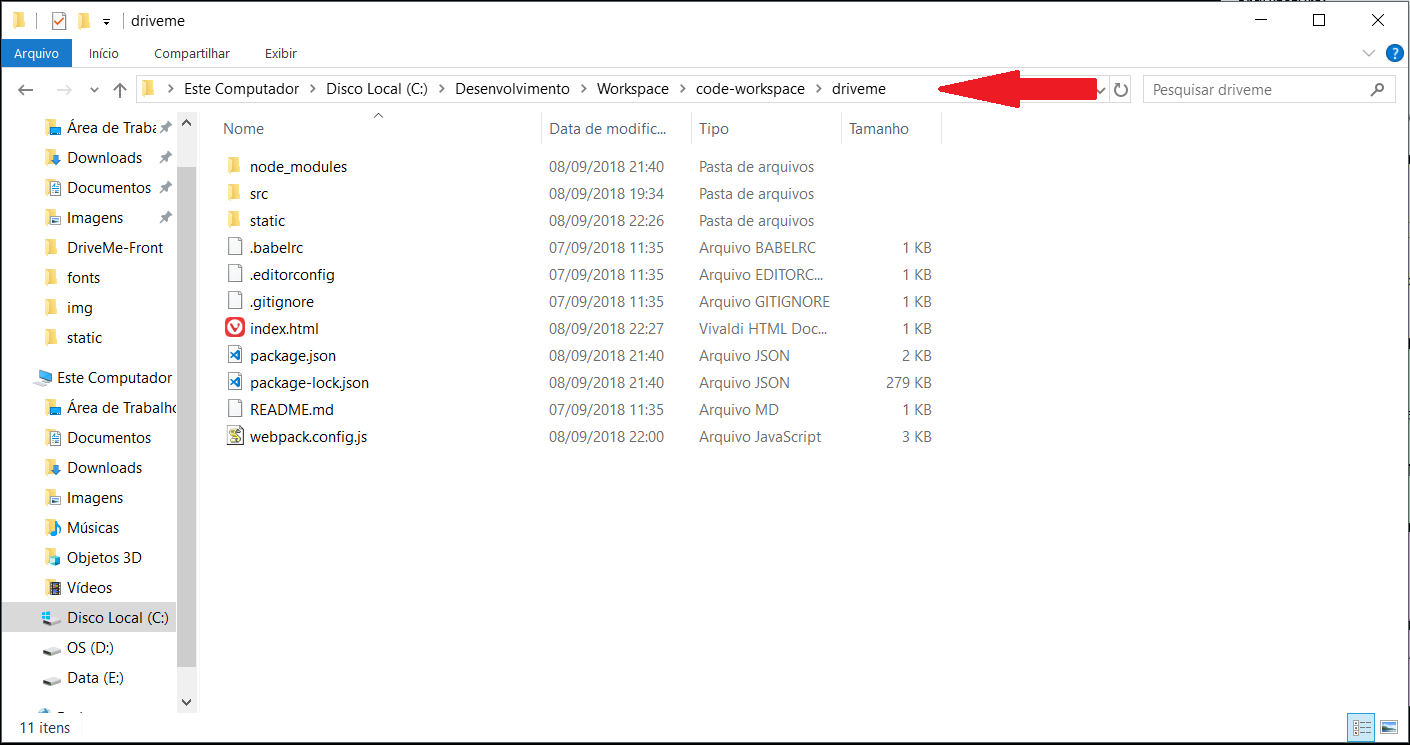 driveme
Arquivo Início Compartilhar Exibir
Este Computador Disco Local (C:) Desenvolvimento Workspace code-workspace driveme Pesquisar driveme
Área de Traba
Downloads
Documentos
Imagens
DriveMe-Front
fonts
img
static
Este Computador
Área de Trabalho
Documentos
Downloads
Imagens
Músicas
Objetos 3D
Vídeos
Disco Local (C:)
OS (D:)
Data (E:)
Nome Data de modific... Tipo Tamanho
node_modules 08/09/2018 21:40 Pasta de arquivos
src 08/09/2018 19:34 Pasta de arquivos
static 08/09/2018 22:26 Pasta de arquivos
.babelrc 07/09/2018 11:35 Arquivo BABELRC 1 KB
.editorconfig 07/09/2018 11:35 Arquivo EDITORC... 1 KB
.gitignore 07/09/2018 11:35 Arquivo GITIGNORE 1 KB
index.html 08/09/2018 22:27 Vivaldi HTML Doc... 1 KB
package.json 08/09/2018 21:40 Arquivo JSON 2 KB
package-lock.json 08/09/2018 21:40 Arquivo JSON 279 KB
README.md 07/09/2018 11:35 Arquivo MD 1 KB
webpack.config.js 08/09/2018 22:00 Arquivo JavaScript 3 KB
11 itens